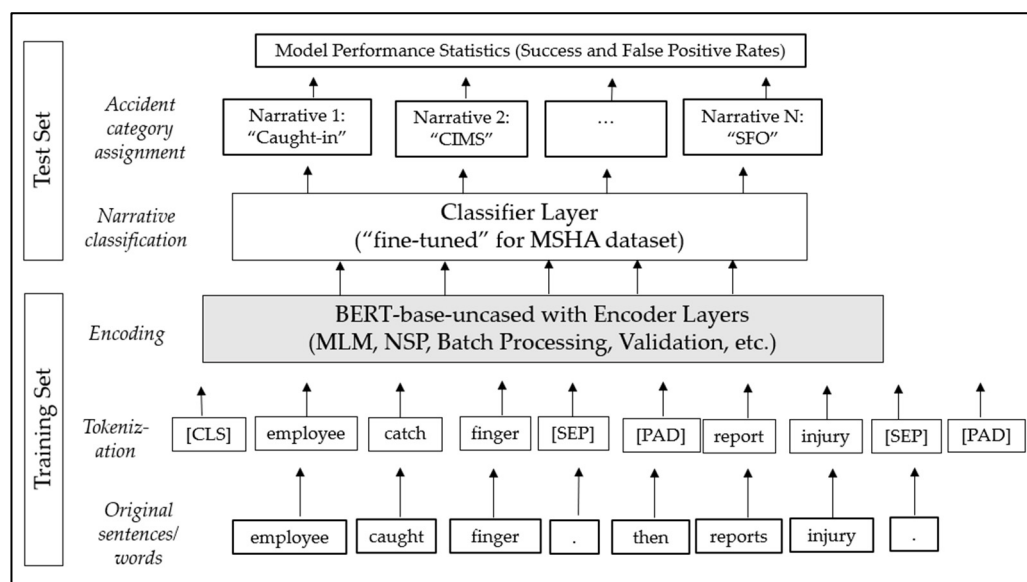 Model Performance Statistics (Success and False Positive Rates)
Test Set
Accident
category
assignment
Narrative 1:
“Caught-in”
Narrative 2:
“CIMS”
…
Narrative N:
“SFO”
Narrative
classification
Classifier Layer
(“fine-tuned” for MSHA dataset)
Training Set
Encoding
BERT-base-uncased with Encoder Layers
(MLM, NSP, Batch Processing, Validation, etc.)
Tokeniz-
ation
[CLS] employee catch finger [SEP] [PAD] report injury [SEP] [PAD]
Original
sentences/
words
employee caught finger . then reports injury .